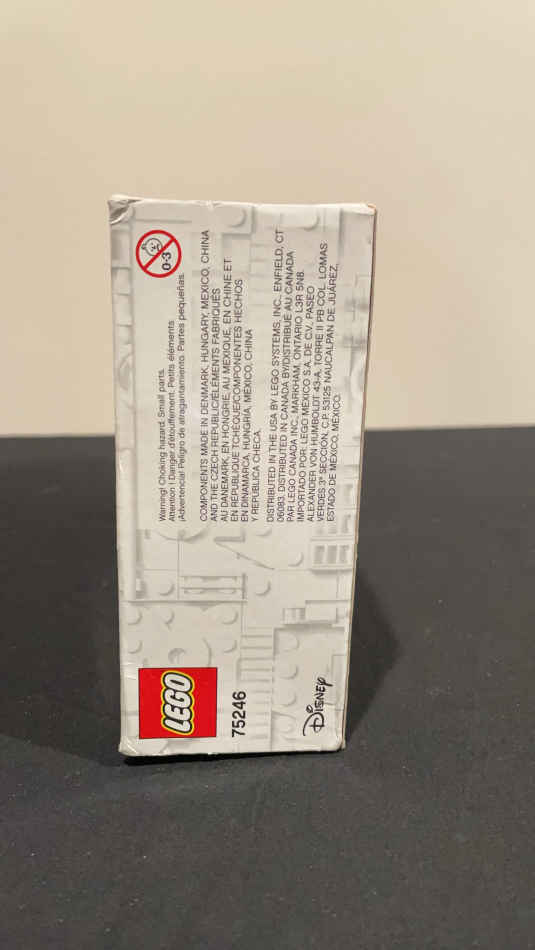 0-3
Warning! Choking hazard. Small parts.
Attention ! Danger d'étouffement. Petits éléments
¡Advertencia! Peligro de atragantamiento. Partes pequeñas.
COMPONENTS MADE IN DENMARK, HUNGARY, MEXICO, CHINA
AND THE CZECH REPUBLIC/ÉLÉMENTS FABRIQUÉS
AU DANEMARK, EN HONGRIE, AU MEXIQUE, EN CHINE ET
EN RÉPUBLIQUE TCHÈQUE/COMPONENTES HECHOS
EN DINAMARCA, HUNGRÍA, MÉXICO, CHINA
Y REPÚBLICA CHECA.
DISTRIBUTED IN THE USA BY LEGO SYSTEMS, INC., ENFIELD, CT
06083. DISTRIBUTED IN CANADA BY/DISTRIBUÉ AU CANADA
PAR LEGO CANADA INC., MARKHAM, ONTARIO L3R 5N8.
IMPORTADO POR: LEGO MÉXICO S.A. DE C.V., PASEO
ALEXANDER VON HUMBOLDT 43-A, TORRE II PB COL. LOMAS
VERDES 3ª SECCIÓN, C.P. 53125 NAUCALPAN DE JUÁREZ,
ESTADO DE MÉXICO, MÉXICO.
LEGO
75246
Disney